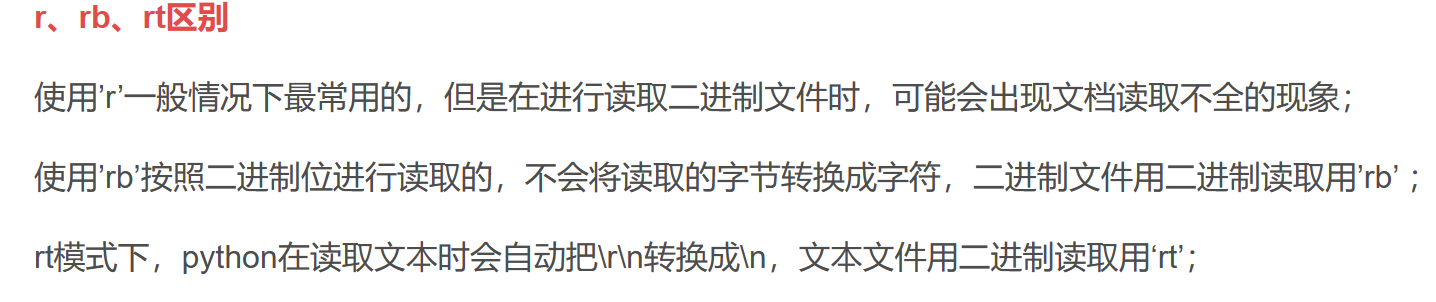 r、rb、rt区别
使用’r’一般情况下最常用的，但是在进行读取二进制文件时，可能会出现文档读取不全的现象；
使用’rb’按照二进制位进行读取的，不会将读取的字节转换成字符，二进制文件用二进制读取用’rb’ ；
rt模式下，python在读取文本时会自动把\r\n转换成\n，文本文件用二进制读取用‘rt’；